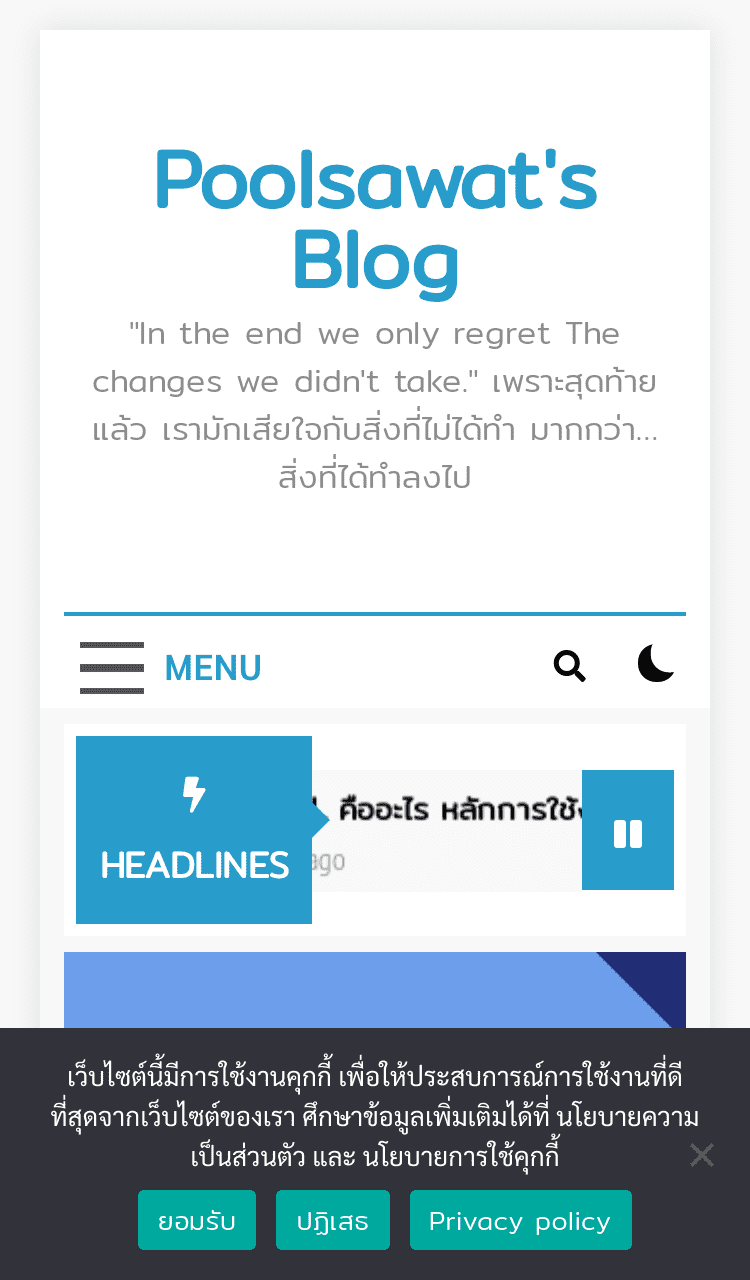 Poolsawat's
Blog
"In the end we only regret The
changes we didn't take." เพราะสุดท้าย
แล้ว เรามักเสียใจกับสิ่งที่ไม่ได้ทำ มากกว่า...
สิ่งที่ได้ทำลงไป
MENU
HEADLINES
คืออะไร หลักการใช้
ago
เว็บไซต์นี้มีการใช้งานคุกกี้ เพื่อให้ประสบการณ์การใช้งานที่ดี
ที่สุดจากเว็บไซต์ของเรา ศึกษาข้อมูลเพิ่มเติมได้ที่ นโยบายความ
เป็นส่วนตัว และ นโยบายการใช้คุกกี้
ยอมรับ
ปฏิเสธ
Privacy policy